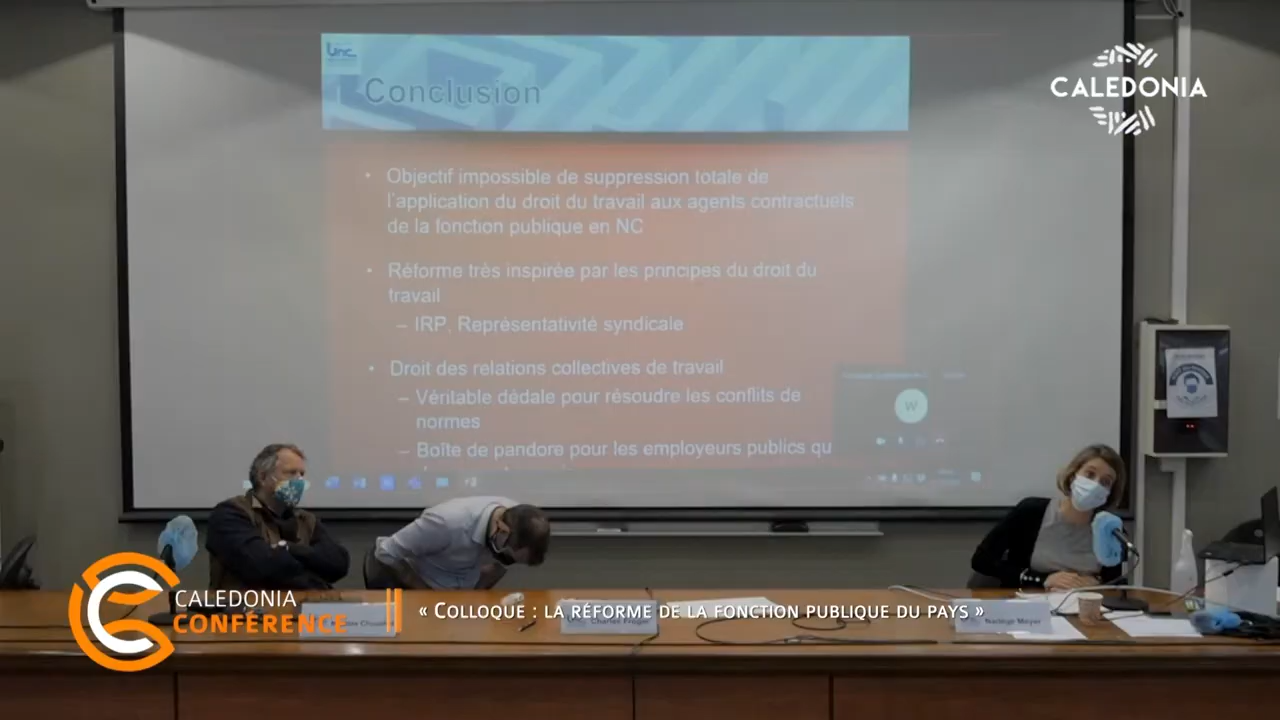 unc
Conclusion
CALEDONIA
• Objectif impossible de suppression totale de
l'application du droit du travail aux agents contractuels
de la fonction publique en NC
• Réforme très inspirée par les principes du droit du
travail
– IRP, Représentativité syndicale
• Droit des relations collectives de travail
– Véritable dédale pour résoudre les conflits de
normes
– Boîte de pandore pour les employeurs publics qu
W
CALEDONIA
CONFÉRENCE
« COLLOQUE : LA RÉFORME DE LA FONCTION PUBLIQUE DU PAYS »
Charles Froger
Nadège Meyer